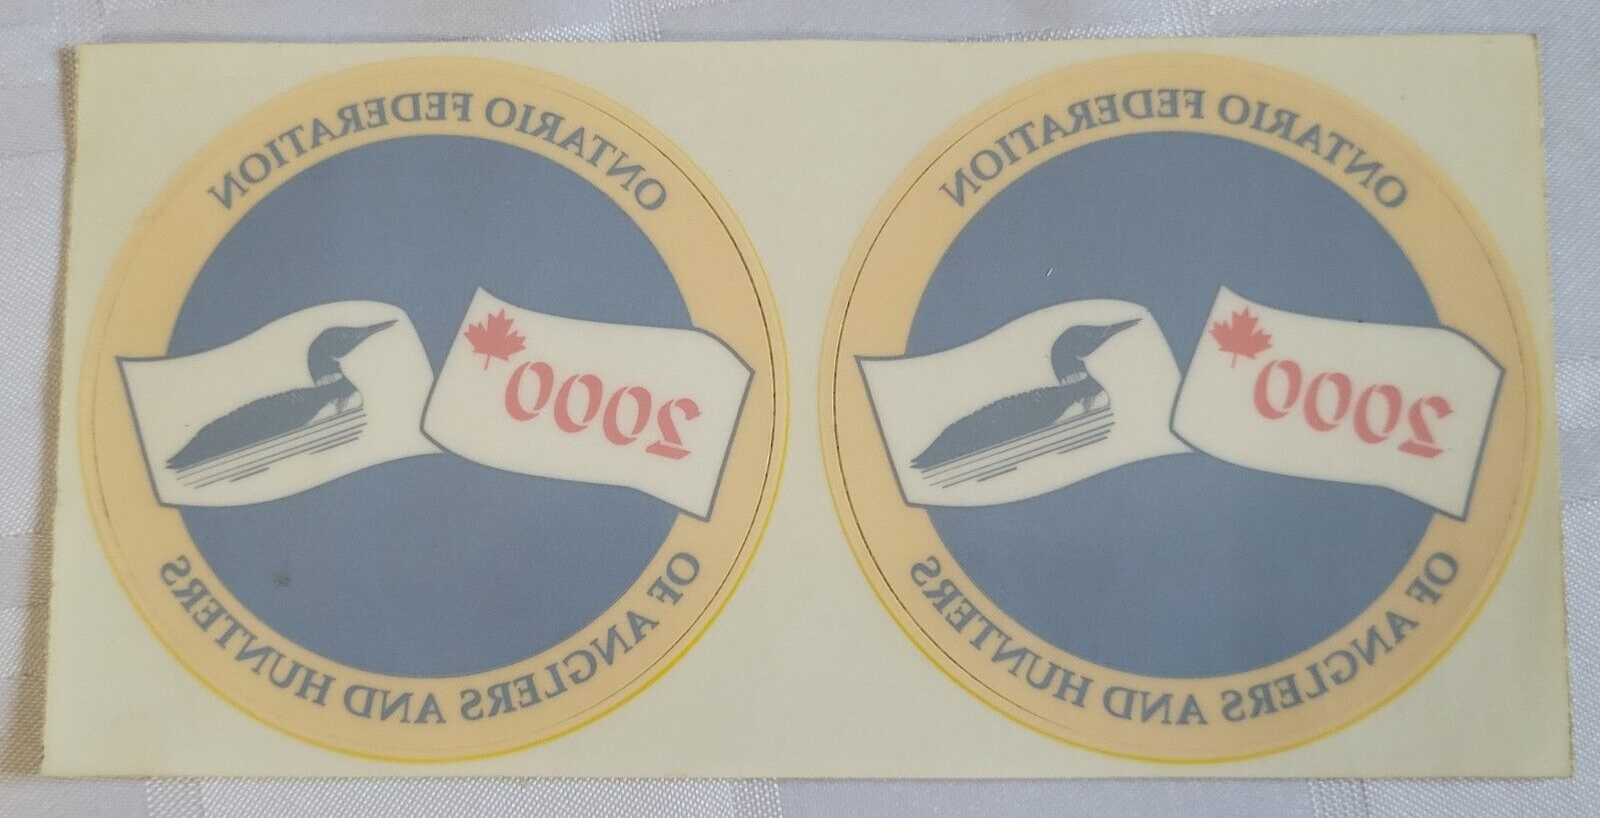 ONTARIO FEDERATION
2000
OF ANGLERS AND HUNTERS
ONTARIO FEDERATION
2000
OF ANGLERS AND HUNTERS